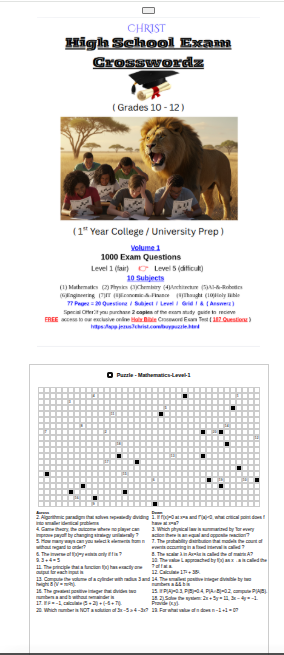 CHRIST
High School Exam
Crosswordz
( Grades 10 - 12 )
( 1st Year College / University Prep )
Volume 1
1000 Exam Questions
Level 1 (fair) 👉 Level 5 (difficult)
10 Subjects
(1) Mathematics (2) Physics (3)Chemistry (4)Architecture (5)AI-&-Robotics
(6)Engineering (7)IT (8)Economic-&-Finance (9)Thought (10)Holy Bible
77 Pages = 20 Questions / Subject / Level / Grid / & ( Answers )
Special Offer:If you purchase 2 copies of the exam study guide to recieve
FREE access to our exclusive online Holy Bible Crossword Exam Test ( 187 Questions )
https://app.jezus7christ.com/buypuzzle.html
Puzzle - Mathematics-Level-1
Across
2. Algorithmic paradigm that solves repeatedly dividing
into smaller identical problems
4. Game theory, the outcome where no player can
improve payoff by changing strategy unilaterally ?
5. How many ways can you select k elements from n
without regard to order?
6. The inverse of f(x)=y exists only if f is ?
9. 3 + 4 = 5
11. The principle that a function f(x) has exactly one
output for each input is
13. Compute the volume of a cylinder with radius 3 and
height 8 (V = πr²h).
16. The greatest positive integer that divides two
numbers a and b without remainder is.
17. If i² = −1, calculate (5 + 2i) + (−6 + 7i).
20. Which number is NOT a solution of 3x - 5 ≥ 4 - 3x?
Down
1. If f'(x)=0 at x=a and f''(a)>0, what critical point does f
have at x=a?
3. Which physical law is summarized by 'for every
action there is an equal and opposite reaction'?
7. The probability distribution that models the count of
events occurring in a fixed interval is called ?
8. The scalar λ in Av=λv is called the of matrix A?
10. The value L approached by f(x) as x → a is called the
? of f at a.
12. Calculate 17² + 38².
14. The smallest positive integer divisible by two
numbers a && b is
15. If P(A)=0.3, P(B)=0.4, P(A∩B)=0.2, compute P(A|B).
18. 2) Solve the system: 2x + 5y = 11, 3x − 4y = −1.
Provide (x,y).
19. For what value of n does n −1 +1 = 0?